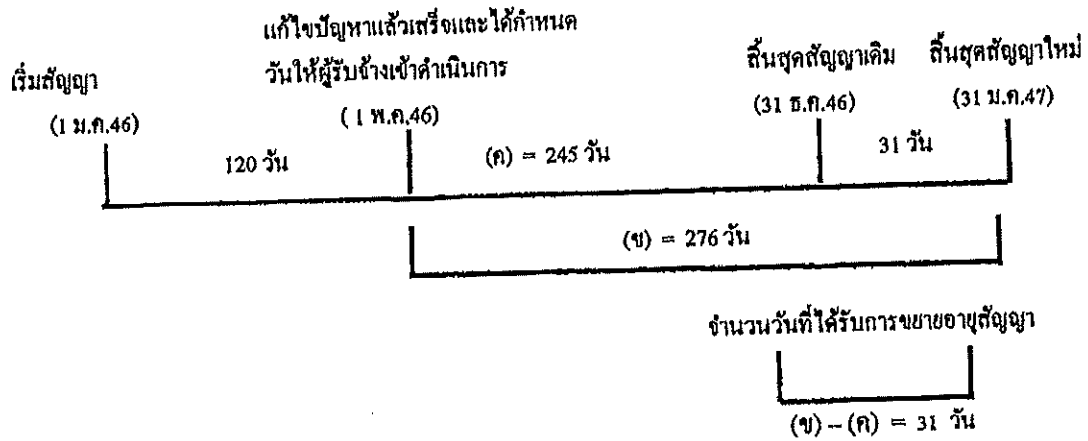 แก้ไขปัญหาแล้วเสร็จและได้กำหนด
วันให้ผู้รับจ้างเข้าดำเนินการ
เริ่มสัญญา
สิ้นสุดสัญญาเดิม
สิ้นสุดสัญญาใหม่
(1 ม.ค.46)
( 1 พ.ค.46)
(31 ธ.ค.46)
(31 ม.ค.47)
120 วัน
(ค) = 245 วัน
31 วัน
(ข) = 276 วัน
จำนวนวันที่ได้รับการขยายอายุสัญญา
(ข) – (ค) = 31 วัน